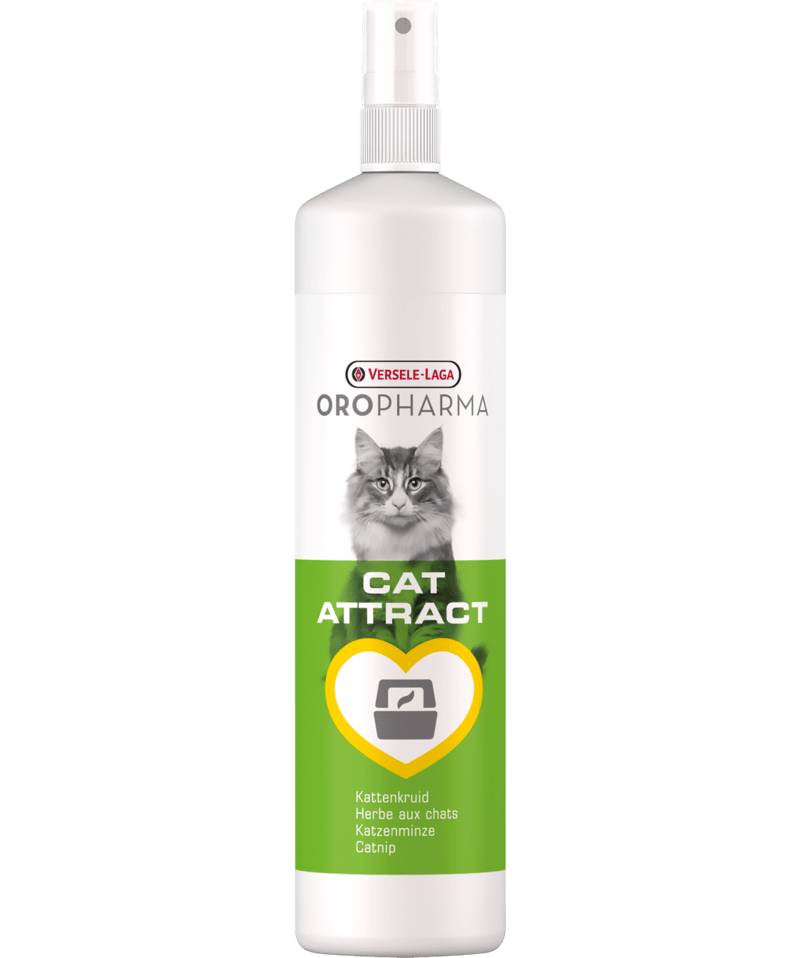 VERSELE-LAGA
OROPHARMA
CAT
ATTRACT
Kattenkruid
Herbe aux chats
Katzenminze
Catnip